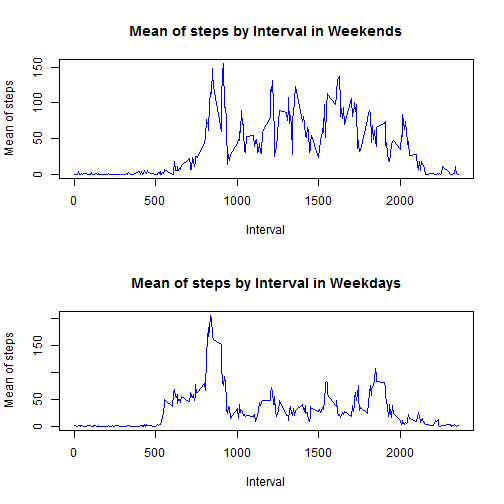 Mean of steps by Interval in Weekends
Mean of steps
0 50 100 150
0 500 1000 1500 2000
Interval
Mean of steps by Interval in Weekdays
Mean of steps
0 50 150
0 500 1000 1500 2000
Interval